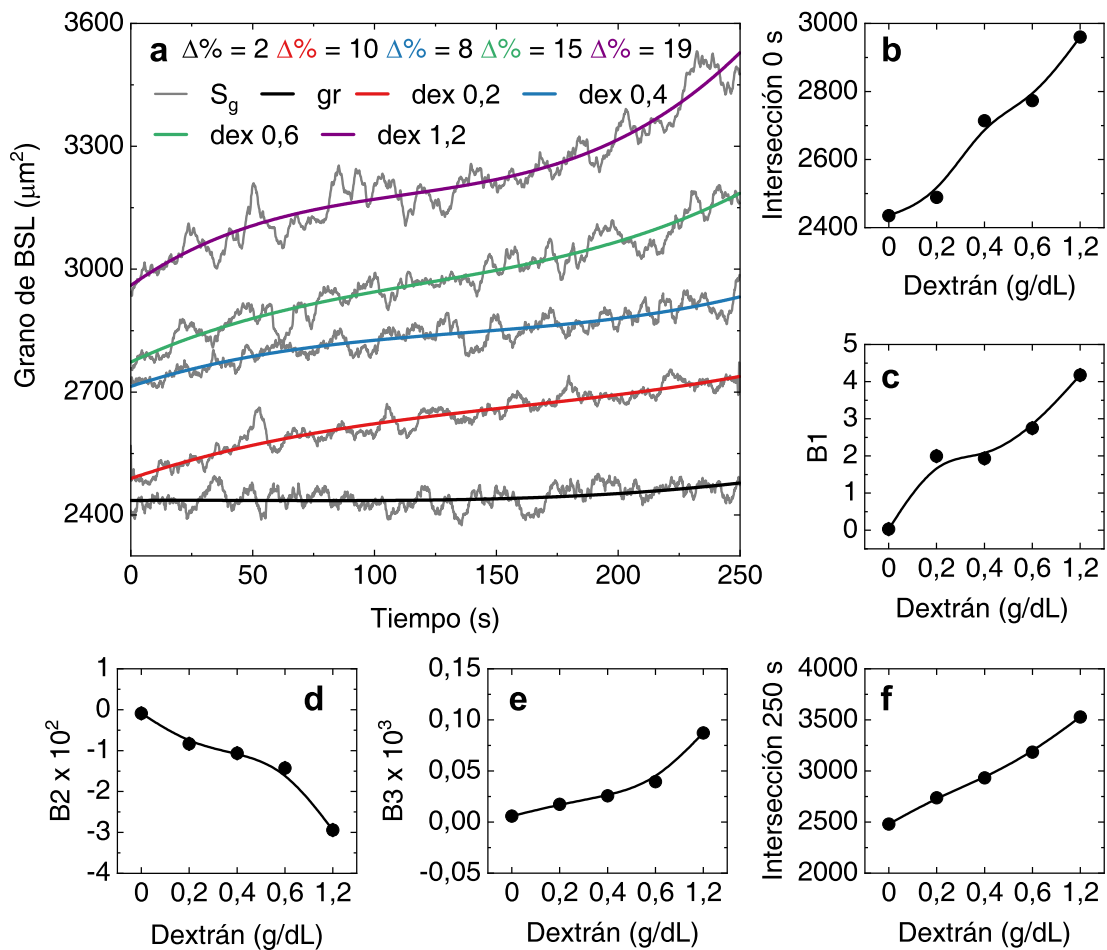 a Δ% = 2 Δ% = 10 Δ% = 8 Δ% = 15 Δ% = 19
S_g gr dex 0,2 dex 0,4
dex 0,6 dex 1,2
Grano de BSL (μm²)
3600
3300
3000
2700
2400
0 50 100 150 200 250
Tiempo (s)
b
Intersección 0 s
3000
2800
2600
2400
0 0,2 0,4 0,6 1,2
Dextrán (g/dL)
c
B1
5
4
3
2
1
0
0 0,2 0,4 0,6 1,2
Dextrán (g/dL)
d
B2 x 10²
1
0
-1
-2
-3
-4
0 0,2 0,4 0,6 1,2
Dextrán (g/dL)
e
B3 x 10³
0,15
0,10
0,05
0,00
-0,05
0 0,2 0,4 0,6 1,2
Dextrán (g/dL)
f
Intersección 250 s
4000
3500
3000
2500
2000
0 0,2 0,4 0,6 1,2
Dextrán (g/dL)